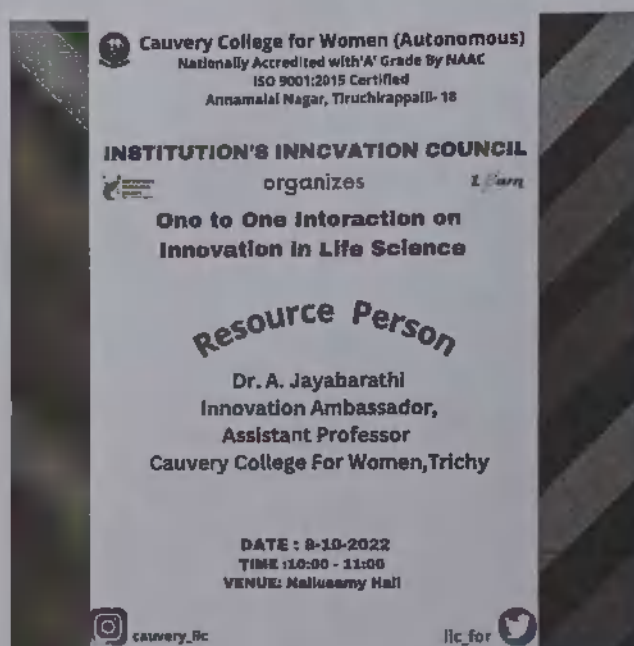 Cauvery College for Women (Autonomous)
Nationally Accredited with 'A' Grade By NAAC
ISO 9001:2015 Certified
Annamalai Nagar, Tiruchirappalli- 18
INSTITUTION'S INNOVATION COUNCIL
organizes
One to One Interaction on
Innovation in Life Science
Resource Person
Dr. A. Jayabarathi
Innovation Ambassador,
Assistant Professor
Cauvery College For Women,Trichy
DATE : 8-10-2022
TIME :10:00 - 11:00
VENUE: Nallusamy Hall
cauvery_iic
iic_for